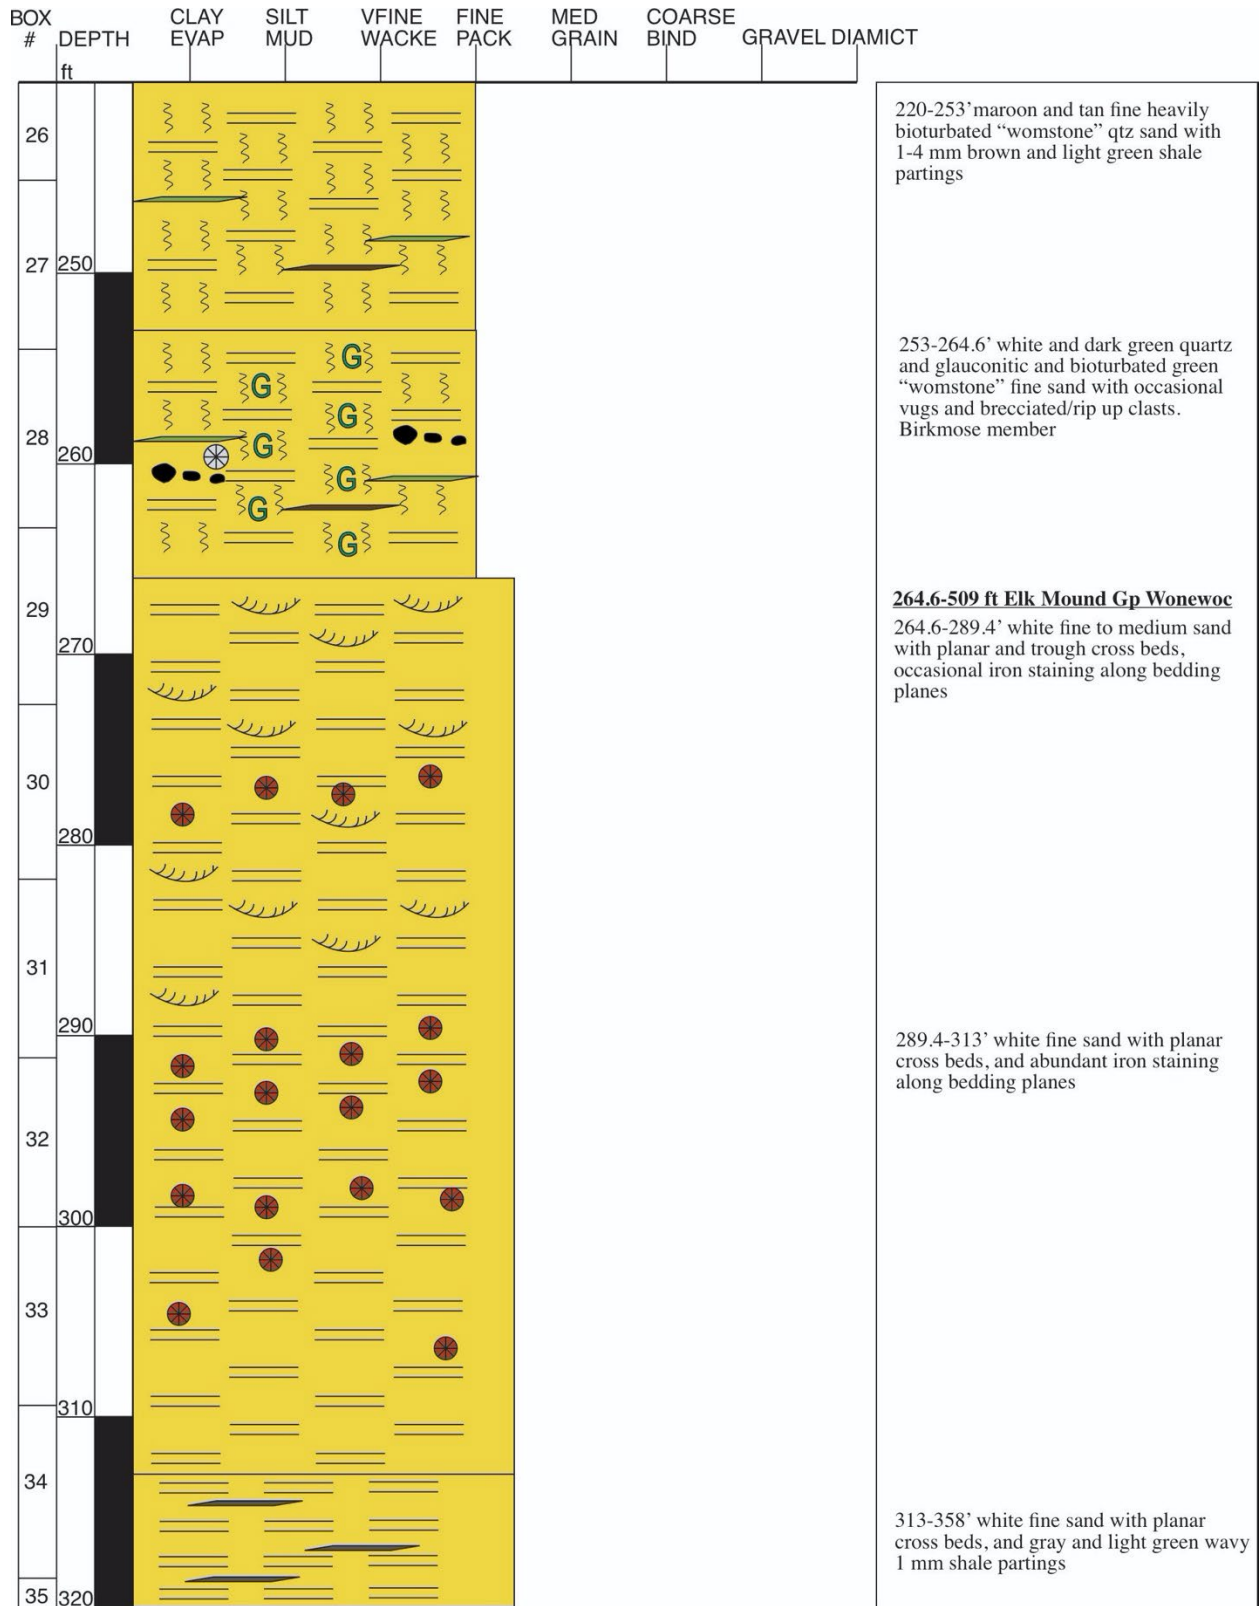 BOX CLAY SILT VFINE FINE MED COARSE
# DEPTH EVAP MUD WACKE PACK GRAIN BIND GRAVEL DIAMICT
ft
220-253’maroon and tan fine heavily
bioturbated “womstone” qtz sand with
1-4 mm brown and light green shale
partings
26
27 250
253-264.6’ white and dark green quartz
and glauconitic and bioturbated green
“womstone” fine sand with occasional
vugs and brecciated/rip up clasts.
Birkmose member
G
G
G
28
G
260
G
G
G
264.6-509 ft Elk Mound Gp Wonewoc
29
264.6-289.4’ white fine to medium sand
with planar and trough cross beds,
occasional iron staining along bedding
planes
270
30
280
31
290
289.4-313’ white fine sand with planar
cross beds, and abundant iron staining
along bedding planes
32
300
33
310
34
313-358’ white fine sand with planar
cross beds, and gray and light green wavy
1 mm shale partings
35 320